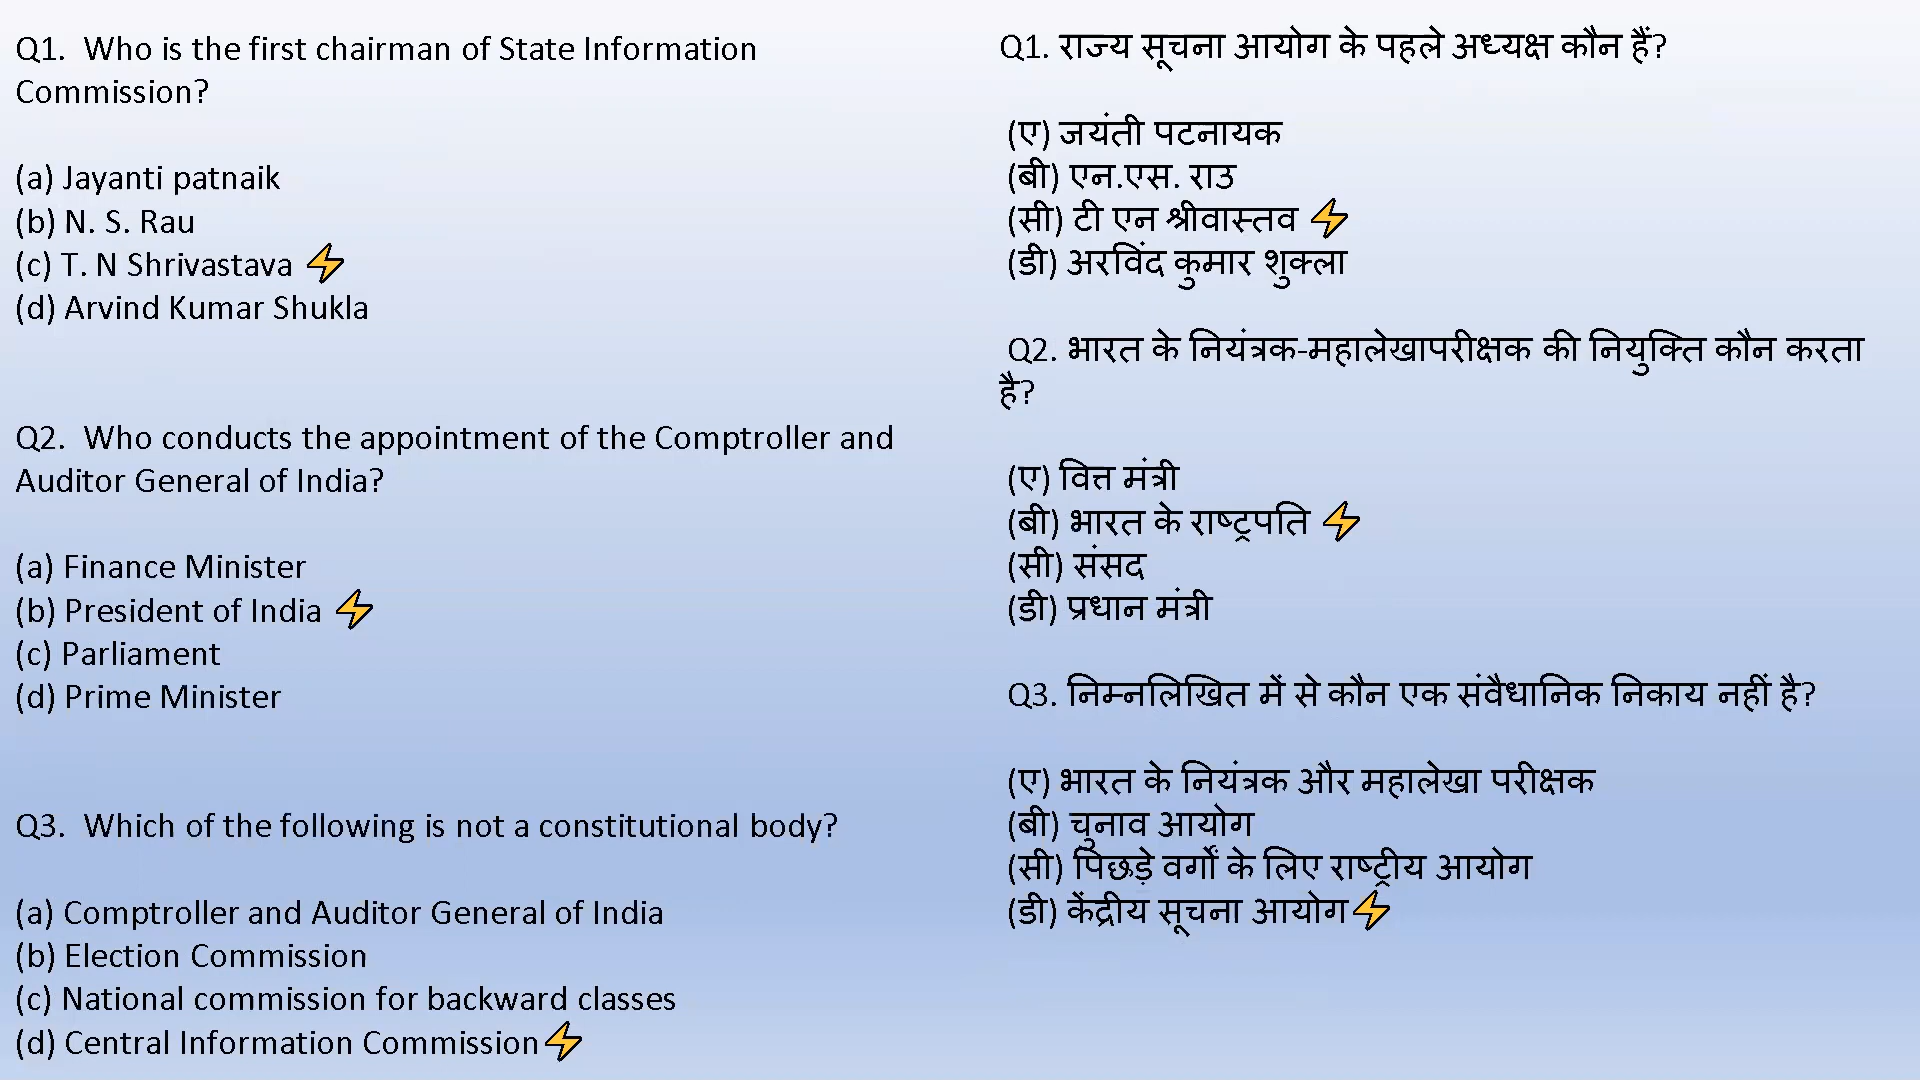 Q1.  Who is the first chairman of State Information
Commission?
(a) Jayanti patnaik
(b) N. S. Rau
(c) T. N Shrivastava ⚡
(d) Arvind Kumar Shukla
Q2.  Who conducts the appointment of the Comptroller and
Auditor General of India?
(a) Finance Minister
(b) President of India ⚡
(c) Parliament
(d) Prime Minister
Q3.  Which of the following is not a constitutional body?
(a) Comptroller and Auditor General of India
(b) Election Commission
(c) National commission for backward classes
(d) Central Information Commission⚡
Q1. राज्य सूचना आयोग के पहले अध्यक्ष कौन हैं?
(ए) जयंती पटनायक
(बी) एन.एस. राउ
(सी) टी एन श्रीवास्तव ⚡
(डी) अरविंद कुमार शुक्ला
Q2. भारत के नियंत्रक-महालेखापरीक्षक की नियुक्ति कौन करता
है?
(ए) वित्त मंत्री
(बी) भारत के राष्ट्रपति ⚡
(सी) संसद
(डी) प्रधान मंत्री
Q3. निम्नलिखित में से कौन एक संवैधानिक निकाय नहीं है?
(ए) भारत के नियंत्रक और महालेखा परीक्षक
(बी) चुनाव आयोग
(सी) पिछड़े वर्गों के लिए राष्ट्रीय आयोग
(डी) केंद्रीय सूचना आयोग⚡